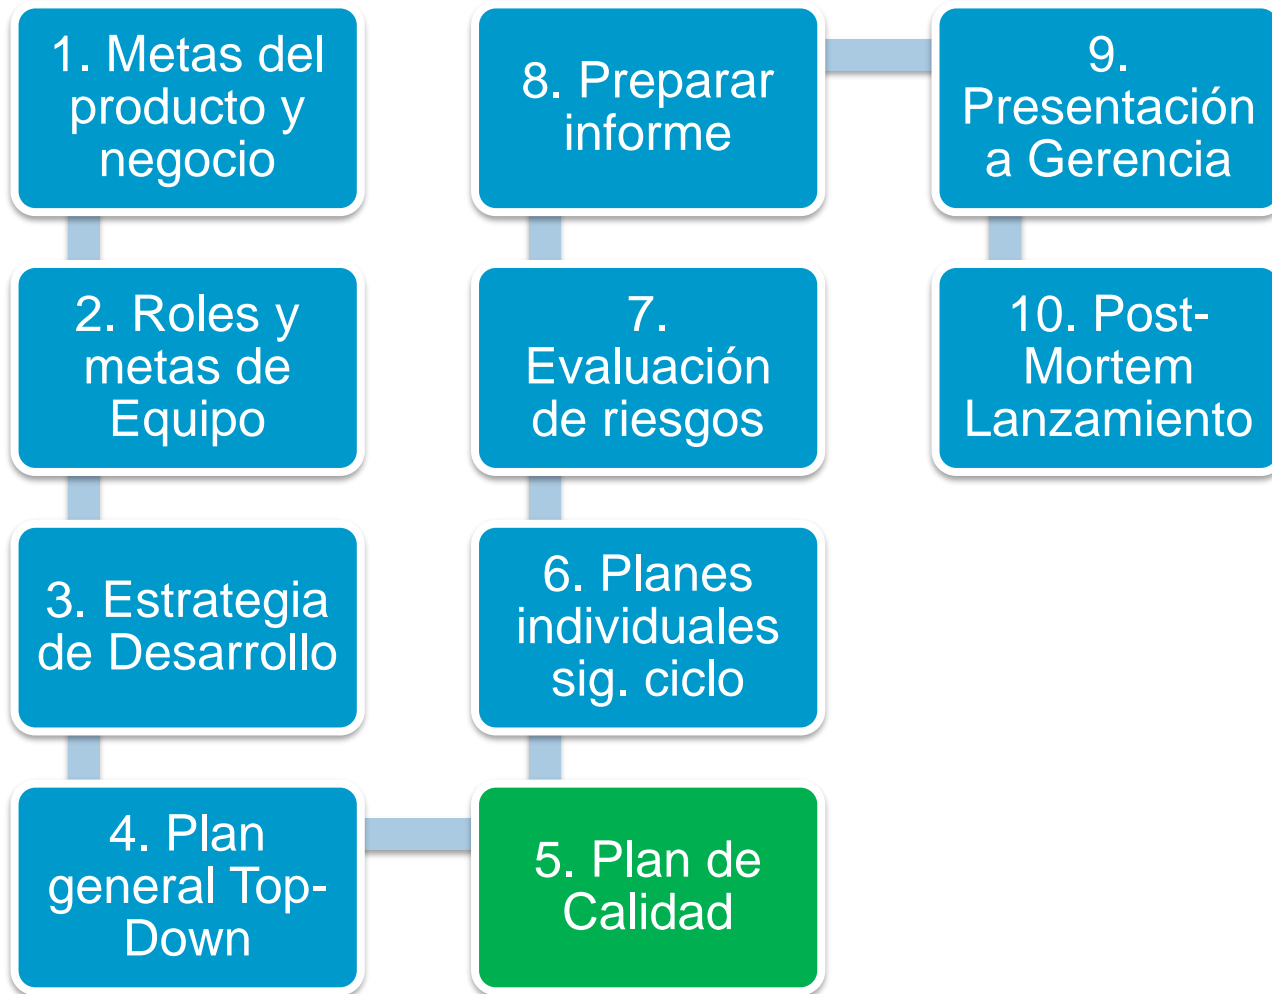 1. Metas del
producto y
negocio
2. Roles y
metas de
Equipo
3. Estrategia
de Desarrollo
4. Plan
general Top-
Down
5. Plan de
Calidad
6. Planes
individuales
sig. ciclo
7.
Evaluación
de riesgos
8. Preparar
informe
9.
Presentación
a Gerencia
10. Post-
Mortem
Lanzamiento